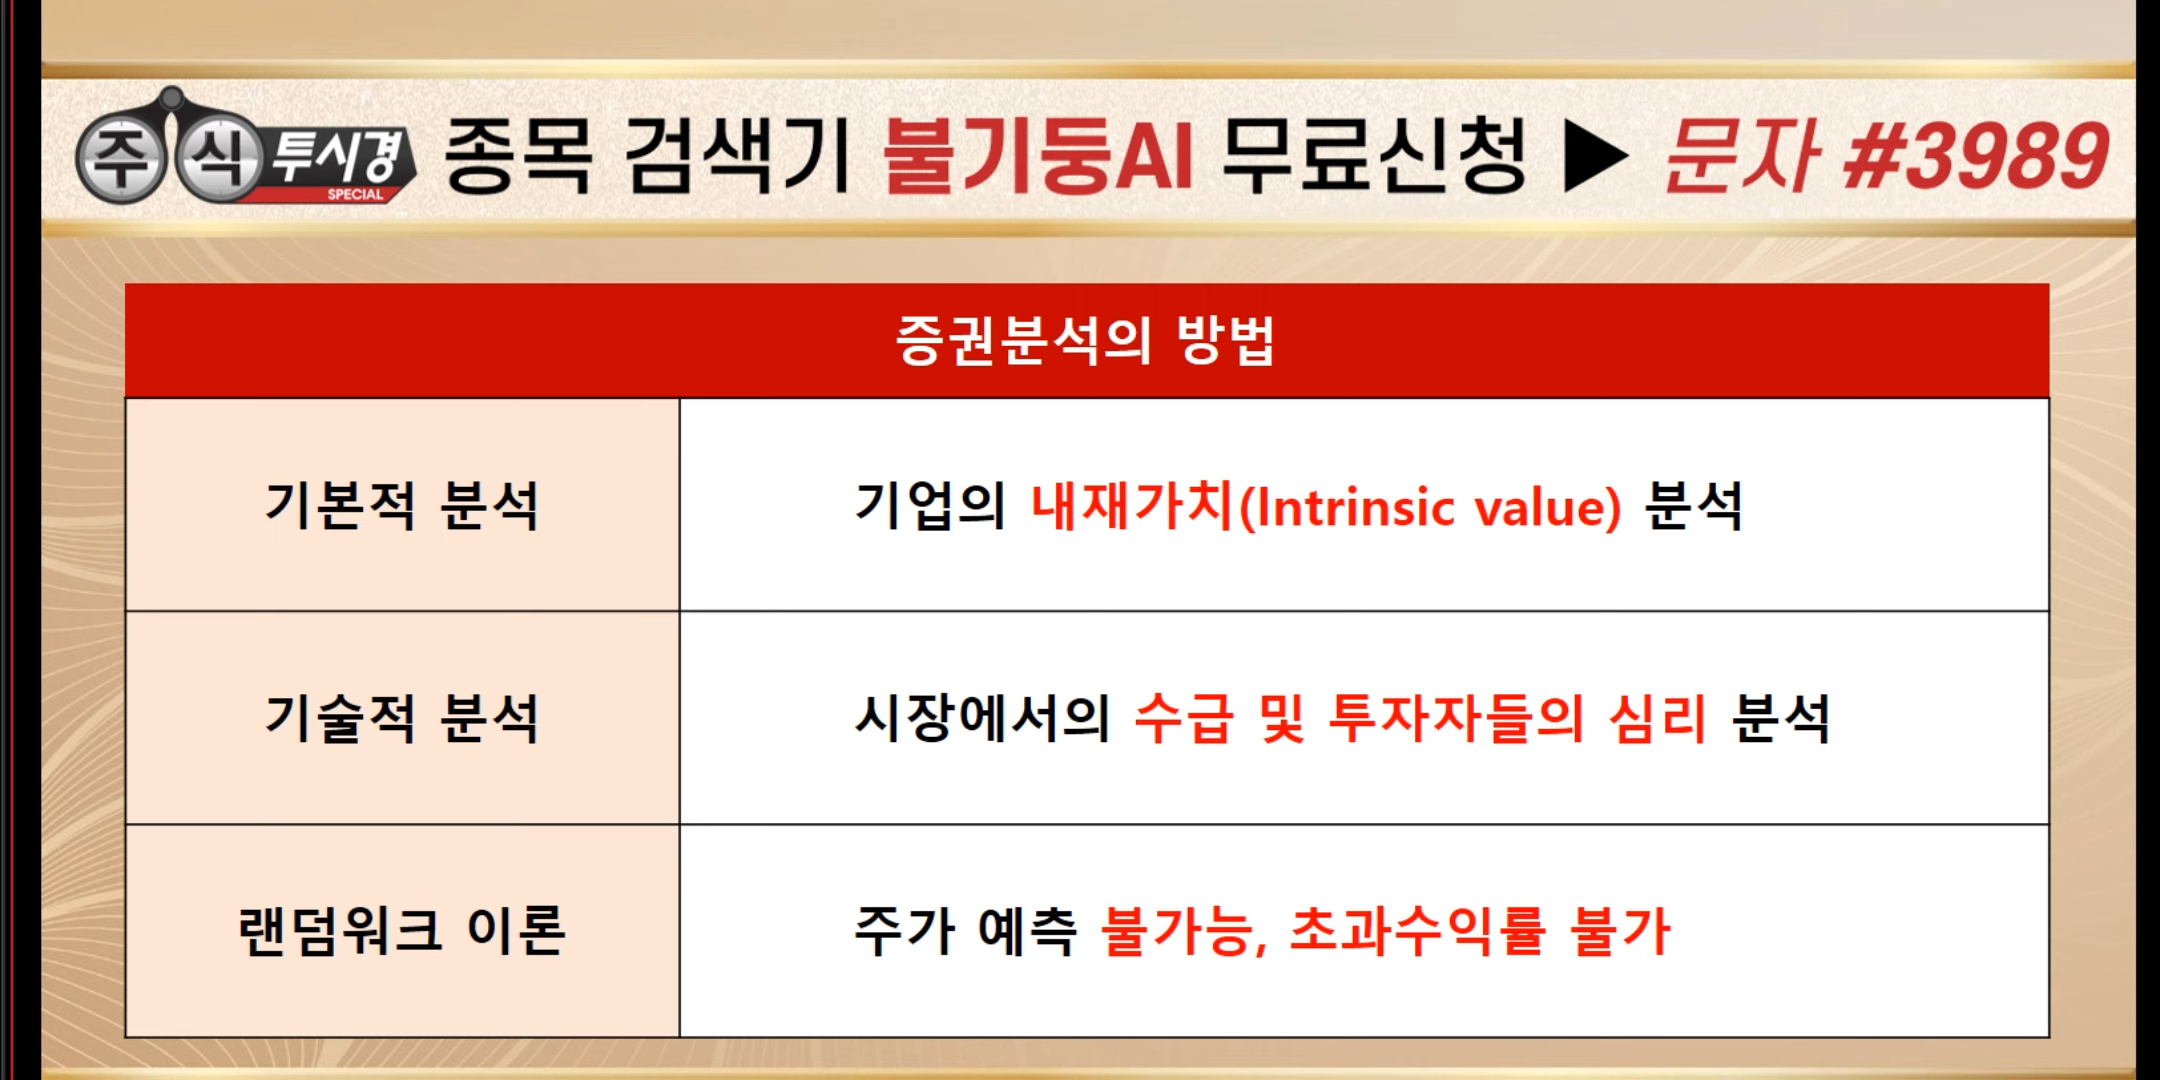 주식투시경 SPECIAL 종목 검색기 불기둥AI 무료신청 ▶ 문자 #3989
증권분석의 방법
기본적 분석 기업의 내재가치(Intrinsic value) 분석
기술적 분석 시장에서의 수급 및 투자자들의 심리 분석
랜덤워크 이론 주가 예측 불가능, 초과수익률 불가